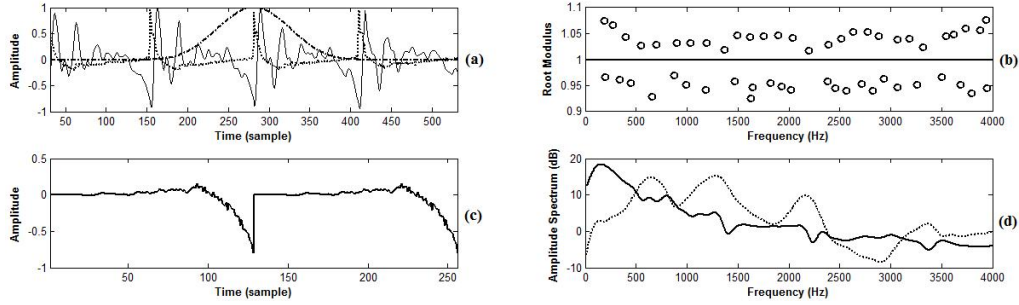 1
0.5
0
-0.5
-1
Amplitude
50 100 150 200 250 300 350 400 450 500
Time (sample)
(a)
1.1
1.05
1
0.95
0.9
Root Modulus
0 500 1000 1500 2000 2500 3000 3500 4000
Frequency (Hz)
(b)
0.5
0
-0.5
-1
Amplitude
50 100 150 200 250
Time (sample)
(c)
20
10
0
-10
Amplitude Spectrum (dB)
0 500 1000 1500 2000 2500 3000 3500 4000
Frequency (Hz)
(d)